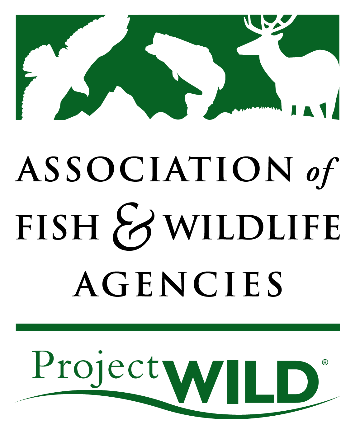 ASSOCIATION of
FISH & WILDLIFE
AGENCIES
Project WILD®